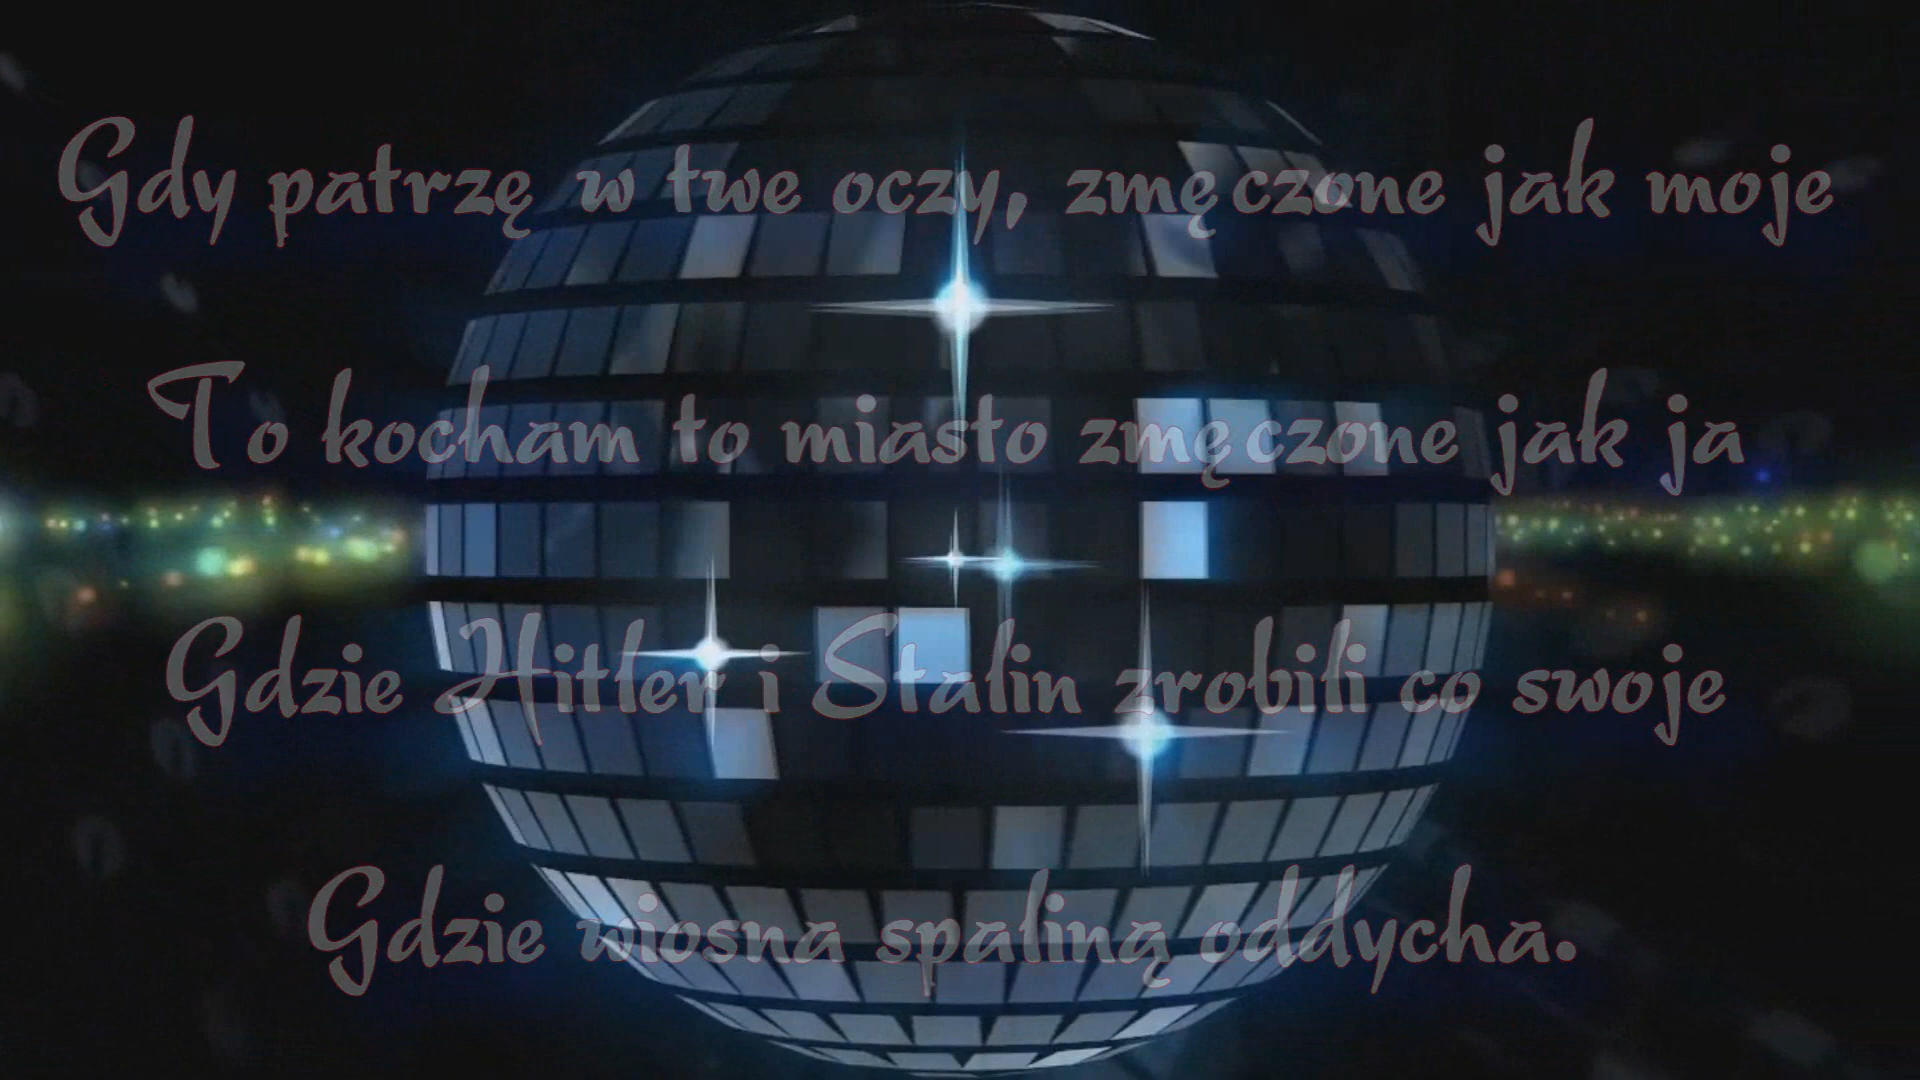 Gdy patrzę w twe oczy, zmęczone jak moje
To kocham to miasto zmęczone jak ja
Gdzie Hitler i Stalin zrobili co swoje
Gdzie wiosna spaliną oddycha.